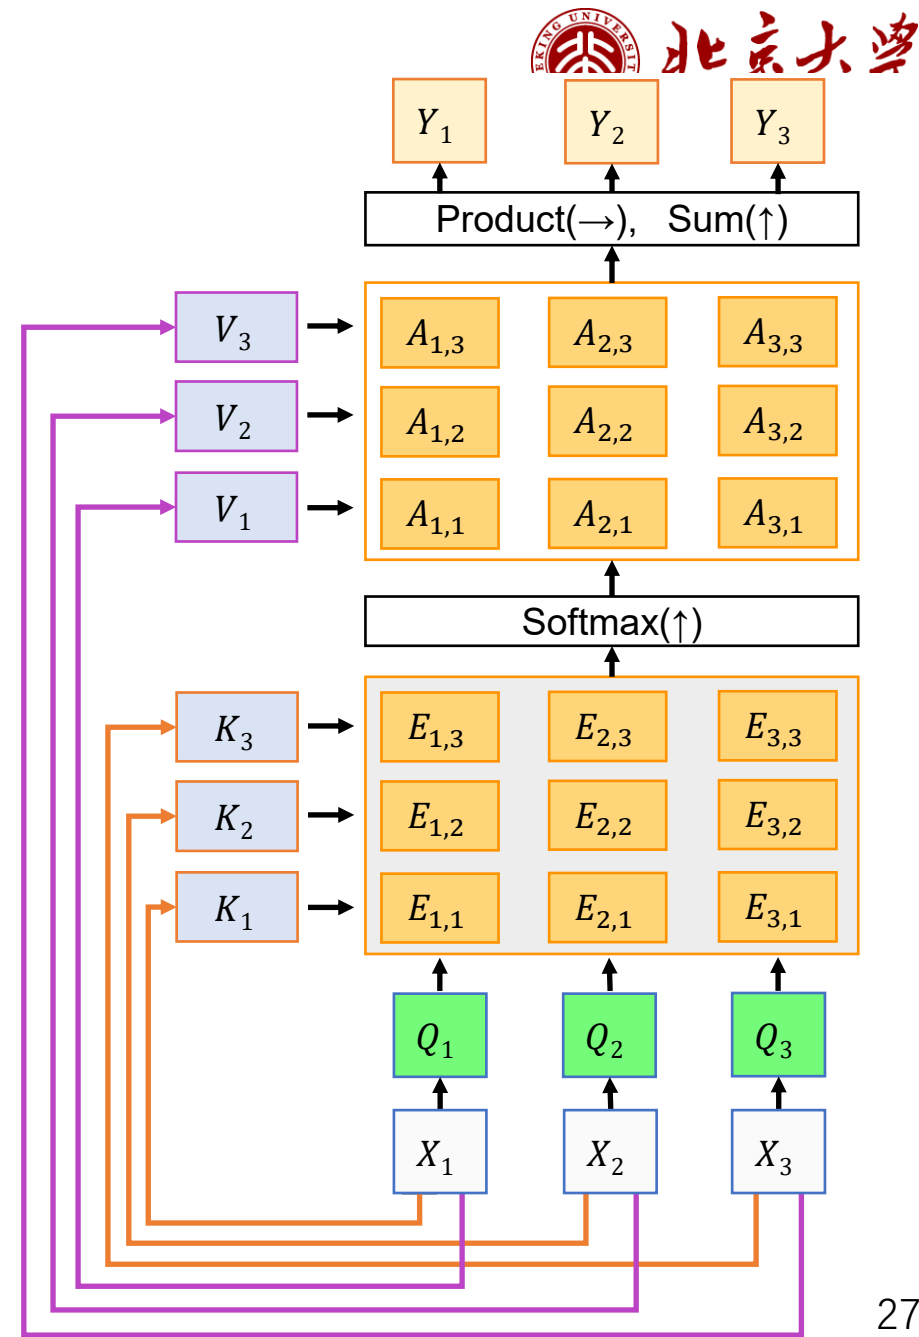 EKING UNIVERSIT
北京大学
Y₁ Y₂ Y₃
Product(→), Sum(↑)
V₃ A₁,₃ A₂,₃ A₃,₃
V₂ A₁,₂ A₂,₂ A₃,₂
V₁ A₁,₁ A₂,₁ A₃,₁
Softmax(↑)
K₃ E₁,₃ E₂,₃ E₃,₃
K₂ E₁,₂ E₂,₂ E₃,₂
K₁ E₁,₁ E₂,₁ E₃,₁
Q₁ Q₂ Q₃
X₁ X₂ X₃
27